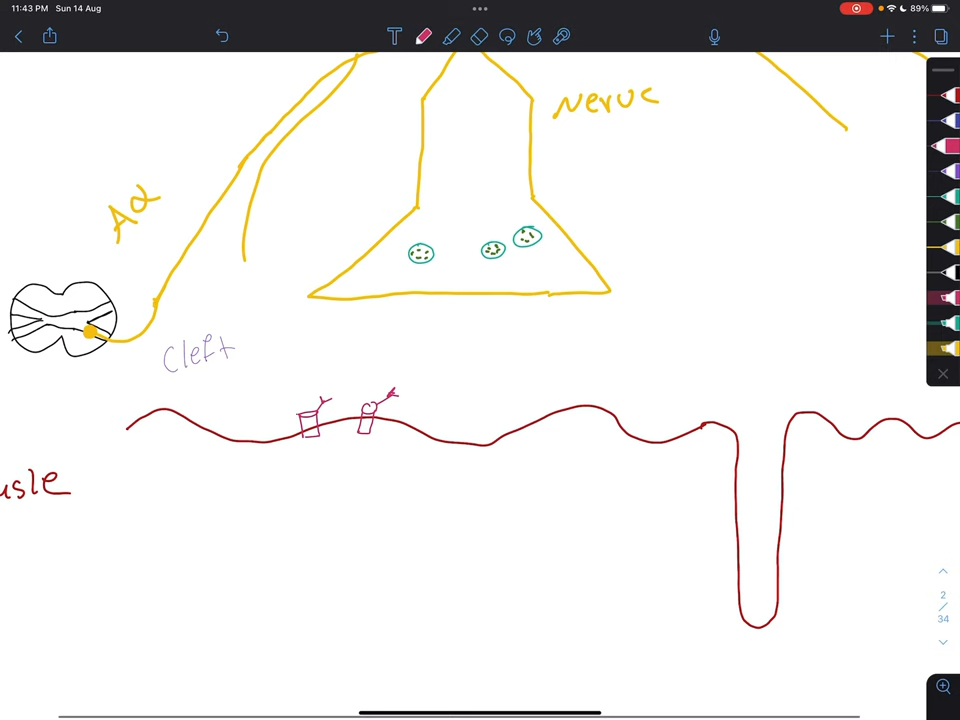 11:43 PM Sun 14 Aug
89%
T
Nerve
Aα
Cleft
usle
2
/
34